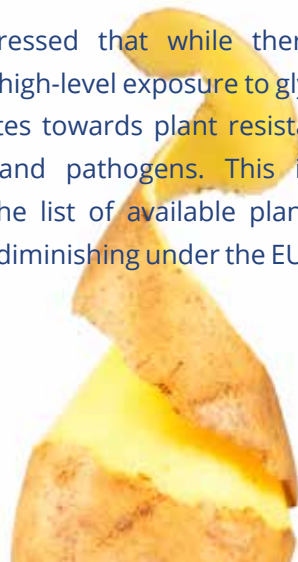 ressed that while ther
high-level exposure to gly
tes towards plant resista
and pathogens. This i
he list of available plan
diminishing under the EU